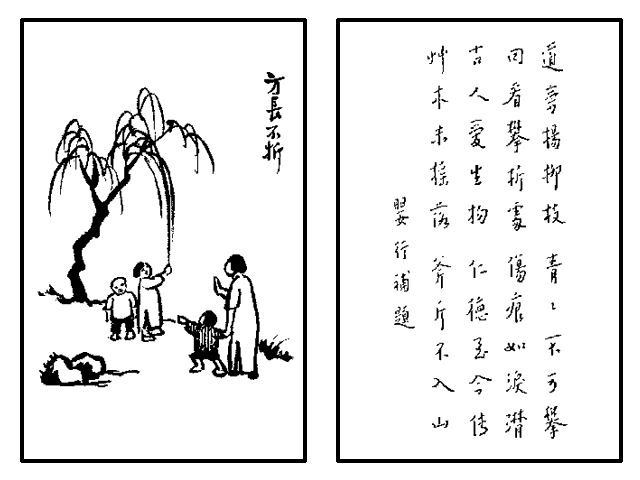 方長不折
道旁楊柳枝 青〻不可攀
回看攀折處 傷痕如淚潸
古人愛生物 仁德至今傳
艸木未搖落 斧斤不入山
嬰行補題